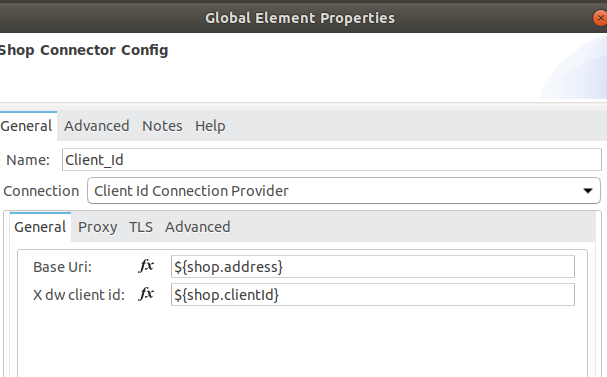 Global Element Properties
Shop Connector Config
General Advanced Notes Help
Name: Client_Id
Connection Client Id Connection Provider
General Proxy TLS Advanced
Base Uri: fx ${shop.address}
X dw client id: fx ${shop.clientId}